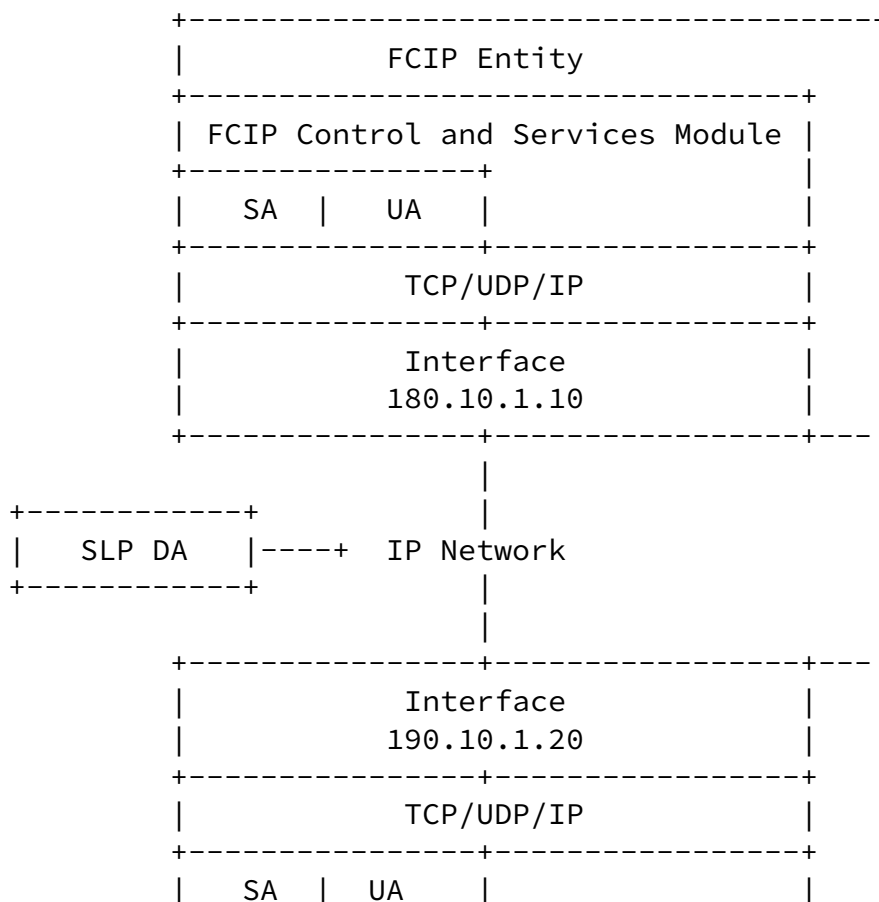 FCIP Entity
FCIP Control and Services Module
SA | UA
TCP/UDP/IP
Interface
180.10.1.10
SLP DA
IP Network
Interface
190.10.1.20
TCP/UDP/IP
SA | UA